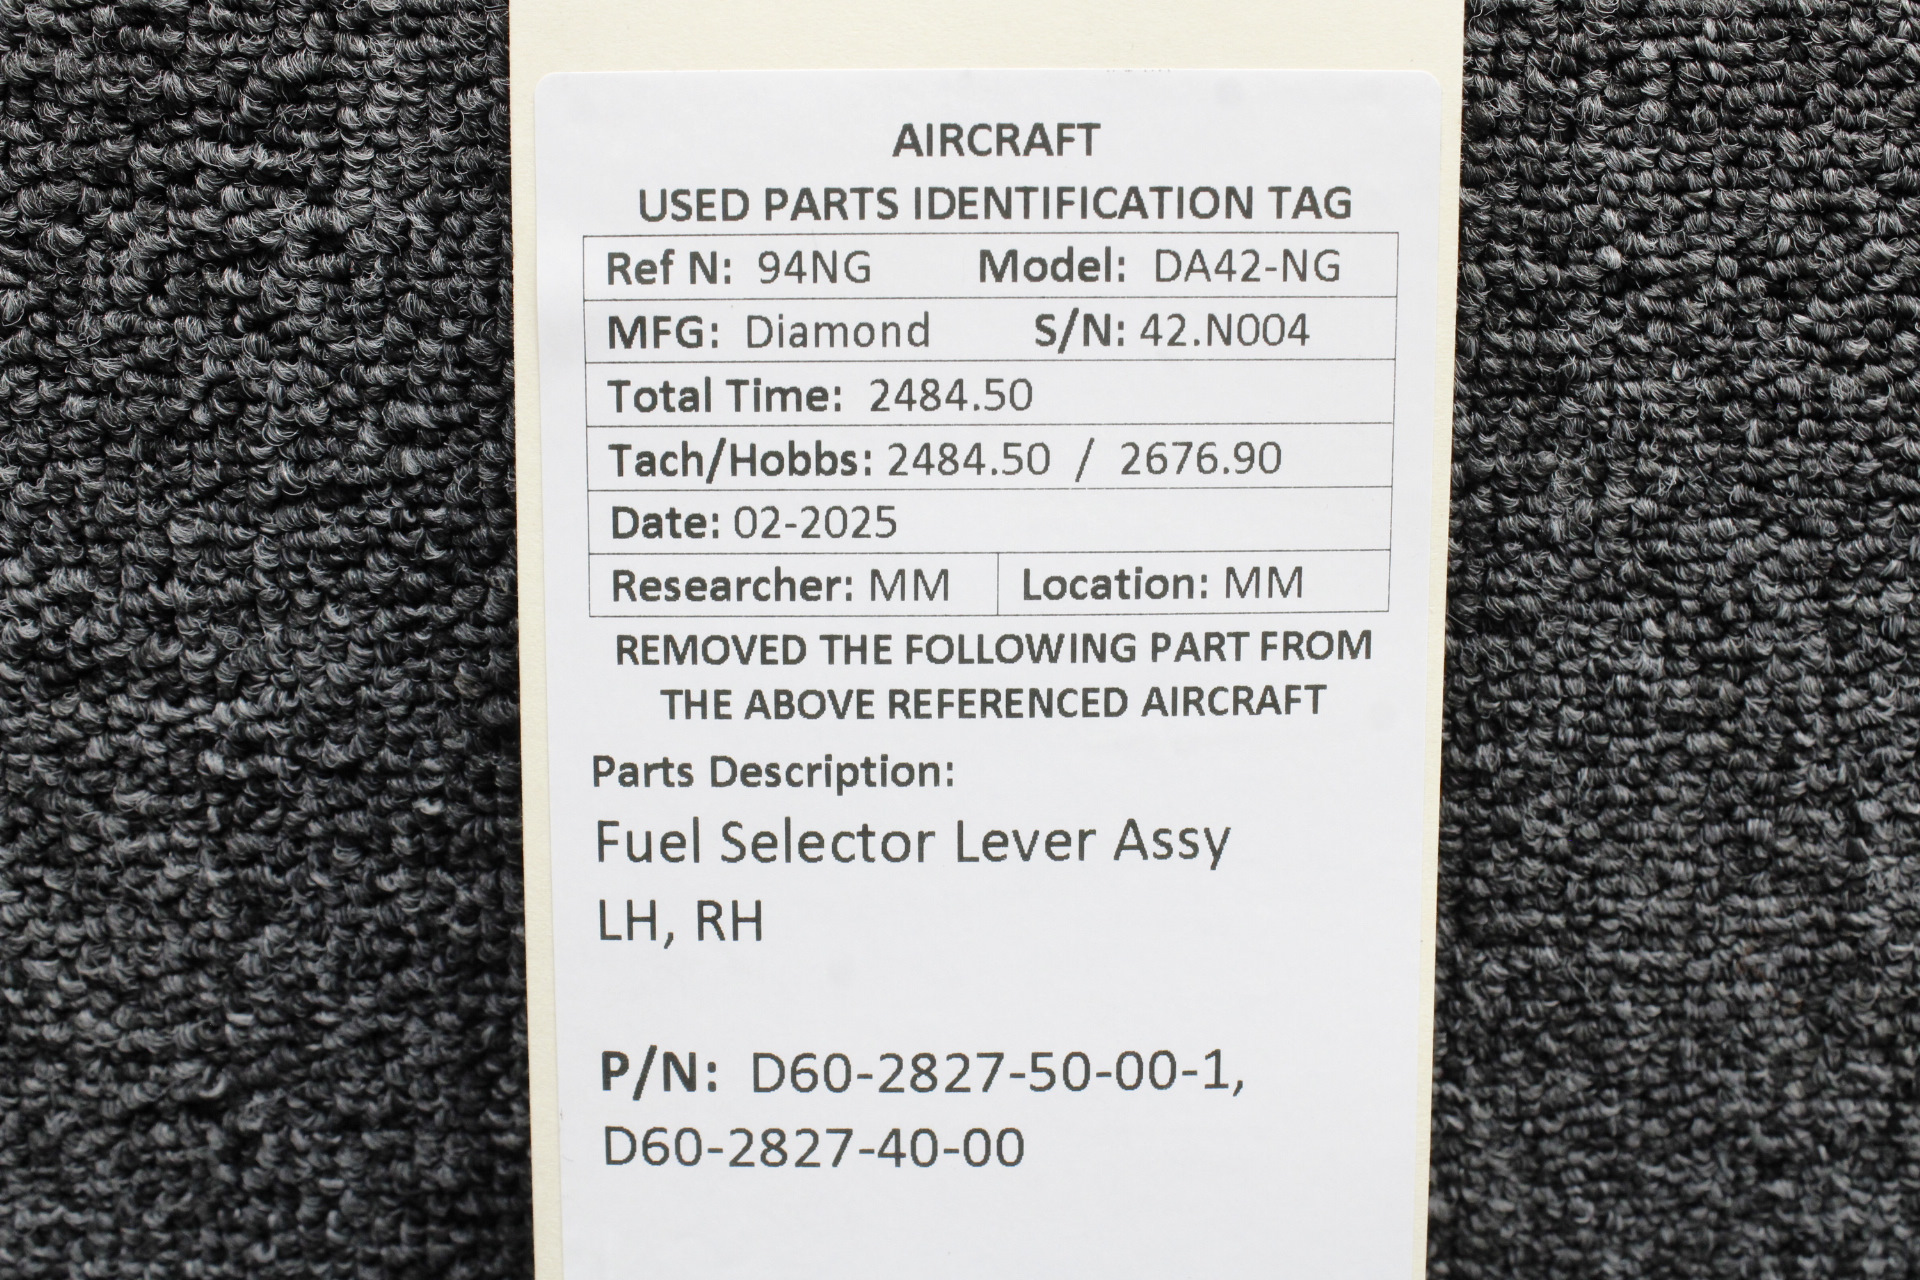 AIRCRAFT
USED PARTS IDENTIFICATION TAG
Ref N: 94NG Model: DA42-NG
MFG: Diamond S/N: 42.N004
Total Time: 2484.50
Tach/Hobbs: 2484.50 / 2676.90
Date: 02-2025
Researcher: MM Location: MM
REMOVED THE FOLLOWING PART FROM
THE ABOVE REFERENCED AIRCRAFT
Parts Description:
Fuel Selector Lever Assy
LH, RH
P/N: D60-2827-50-00-1,
D60-2827-40-00